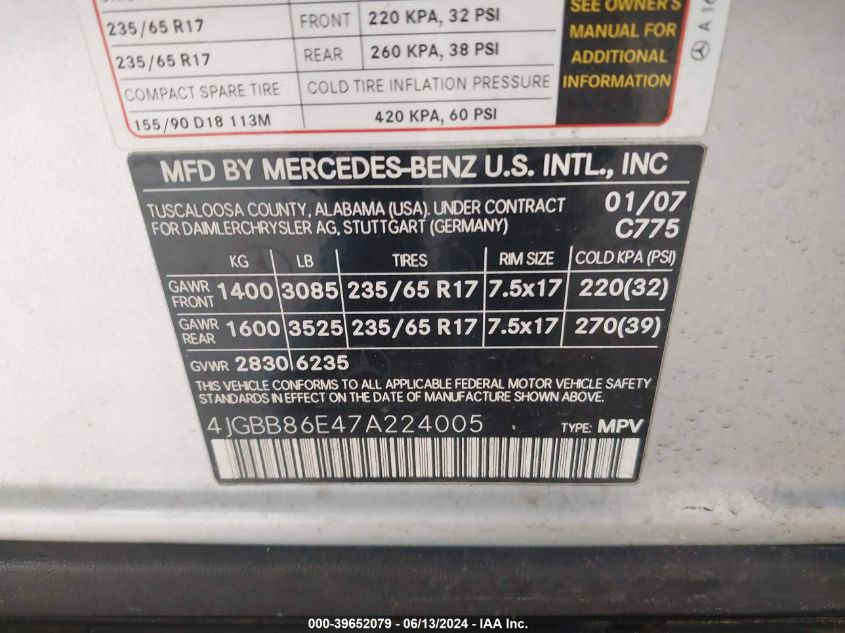 235/65 R17 FRONT 220 KPA, 32 PSI
235/65 R17 REAR 260 KPA, 38 PSI
COMPACT SPARE TIRE COLD TIRE INFLATION PRESSURE
155/90 D18 113M 420 KPA, 60 PSI
SEE OWNER'S
MANUAL FOR
ADDITIONAL
INFORMATION
A 16
MFD BY MERCEDES-BENZ U.S. INTL., INC
TUSCALOOSA COUNTY, ALABAMA (USA). UNDER CONTRACT 01/07
FOR DAIMLERCHRYSLER AG, STUTTGART (GERMANY) C775
KG LB TIRES RIM SIZE COLD KPA (PSI)
GAWR FRONT 1400 3085 235/65 R17 7.5x17 220(32)
GAWR REAR 1600 3525 235/65 R17 7.5x17 270(39)
GVWR 2830 6235
THIS VEHICLE CONFORMS TO ALL APPLICABLE FEDERAL MOTOR VEHICLE SAFETY
STANDARDS IN EFFECT ON THE DATE OF MANUFACTURE SHOWN ABOVE.
4JGBB86E47A224005 TYPE: MPV
000-39652079 - 06/13/2024 - COPYRIGHT IAA, LLC.